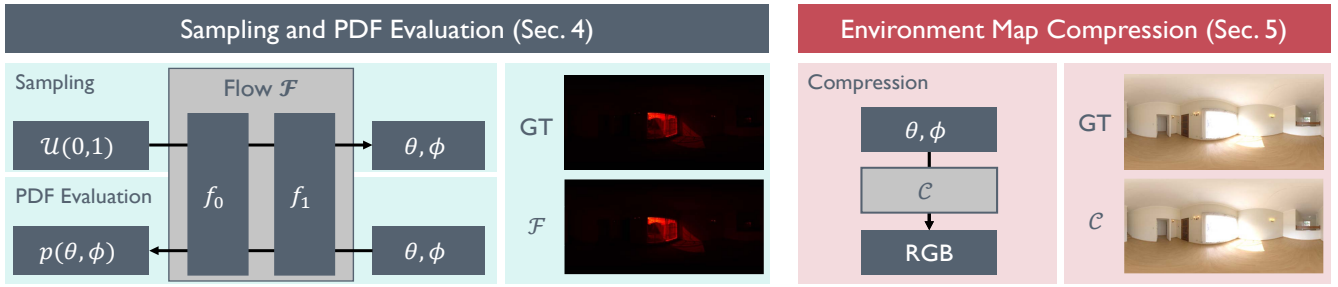 Sampling and PDF Evaluation (Sec. 4)
Sampling
Flow ℱ
𝒰(0,1)
θ, ϕ
PDF Evaluation
f₀
f₁
p(θ, ϕ)
θ, ϕ
GT
ℱ
Environment Map Compression (Sec. 5)
Compression
θ, ϕ
𝒞
RGB
GT
𝒞